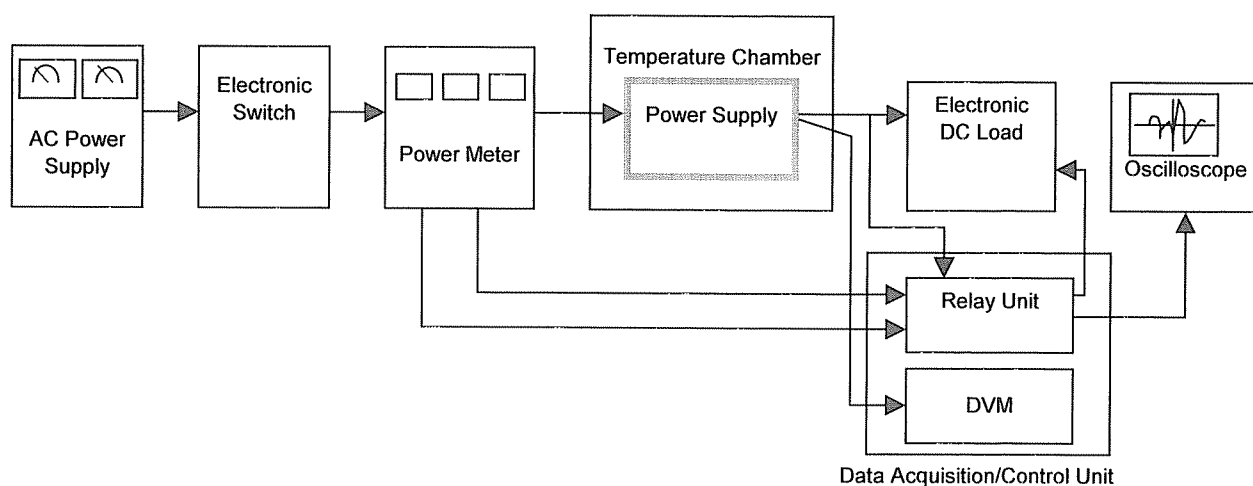 AC Power
Supply
Electronic
Switch
Power Meter
Temperature Chamber
Power Supply
Electronic
DC Load
Oscilloscope
Relay Unit
DVM
Data Acquisition/Control Unit